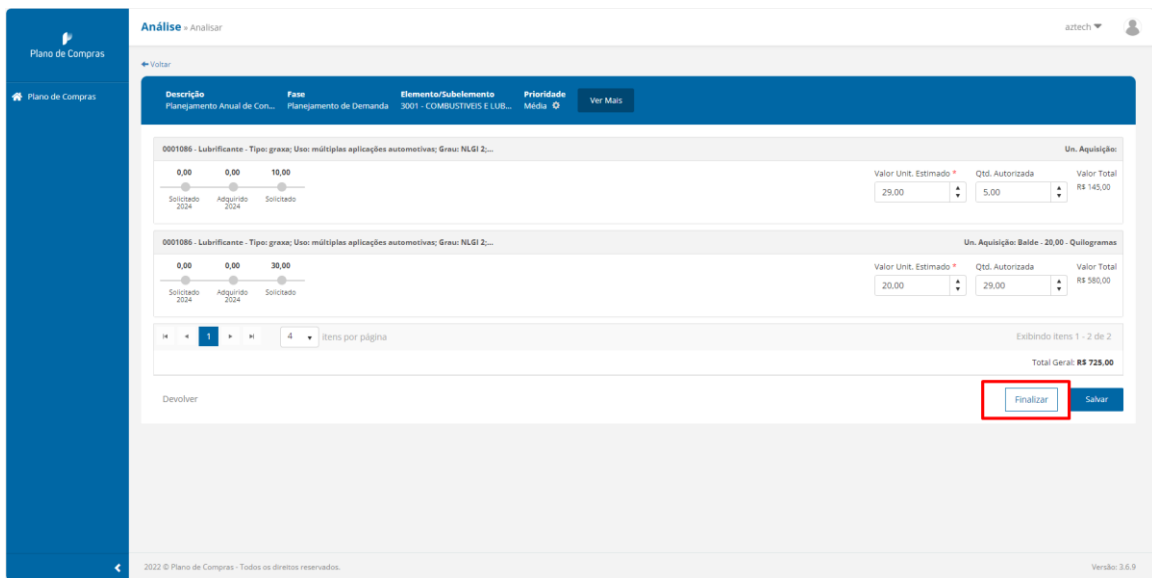 Plano de Compras
Plano de Compras
Análise » Analisar
aztech
Voltar
Descrição Fase Elemento/Subelemento Prioridade
Planejamento Anual de Con... Planejamento de Demanda 3001 - COMBUSTIVEIS E LUB... Média Ver Mais
0001086 - Lubrificante - Tipo: graxa; Uso: múltiplas aplicações automotivas; Grau: NLGI 2;... Un. Aquisição:
0,00 0,00 10,00 Valor Unit. Estimado * Qtd. Autorizada Valor Total
29,00 5,00 R$ 145,00
Solicitado Adquirido Solicitado
2024 2024
0001086 - Lubrificante - Tipo: graxa; Uso: múltiplas aplicações automotivas; Grau: NLGI 2;... Un. Aquisição: Balde - 20,00 - Quilogramas
0,00 0,00 30,00 Valor Unit. Estimado * Qtd. Autorizada Valor Total
20,00 29,00 R$ 580,00
Solicitado Adquirido Solicitado
2024 2024
1 4 itens por página Exibindo itens 1 - 2 de 2
Total Geral: R$ 725,00
Devolver Finalizar Salvar
2022 © Plano de Compras - Todos os direitos reservados. Versão: 3.6.9